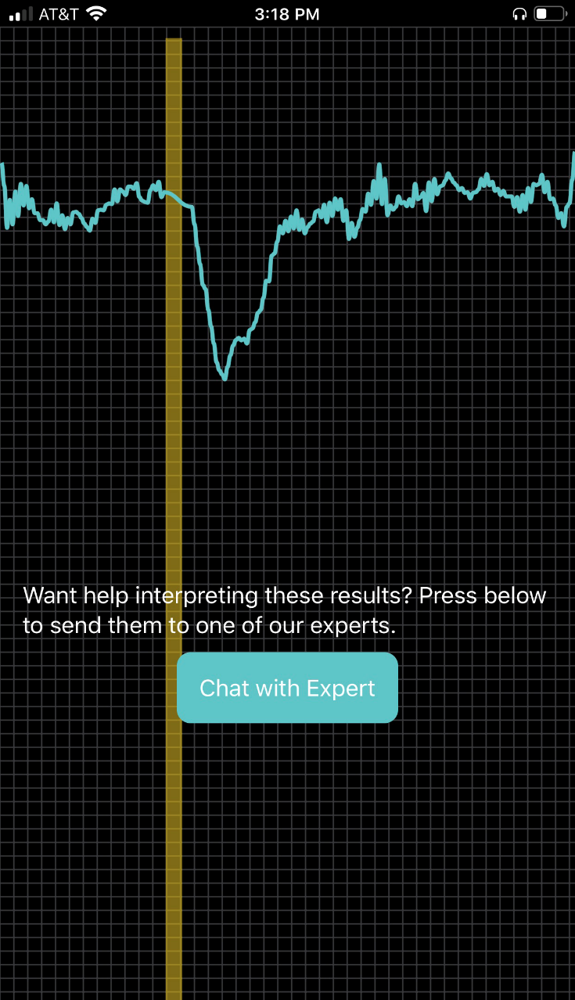 AT&T 3:18 PM
Want help interpreting these results? Press below
to send them to one of our experts.
Chat with Expert